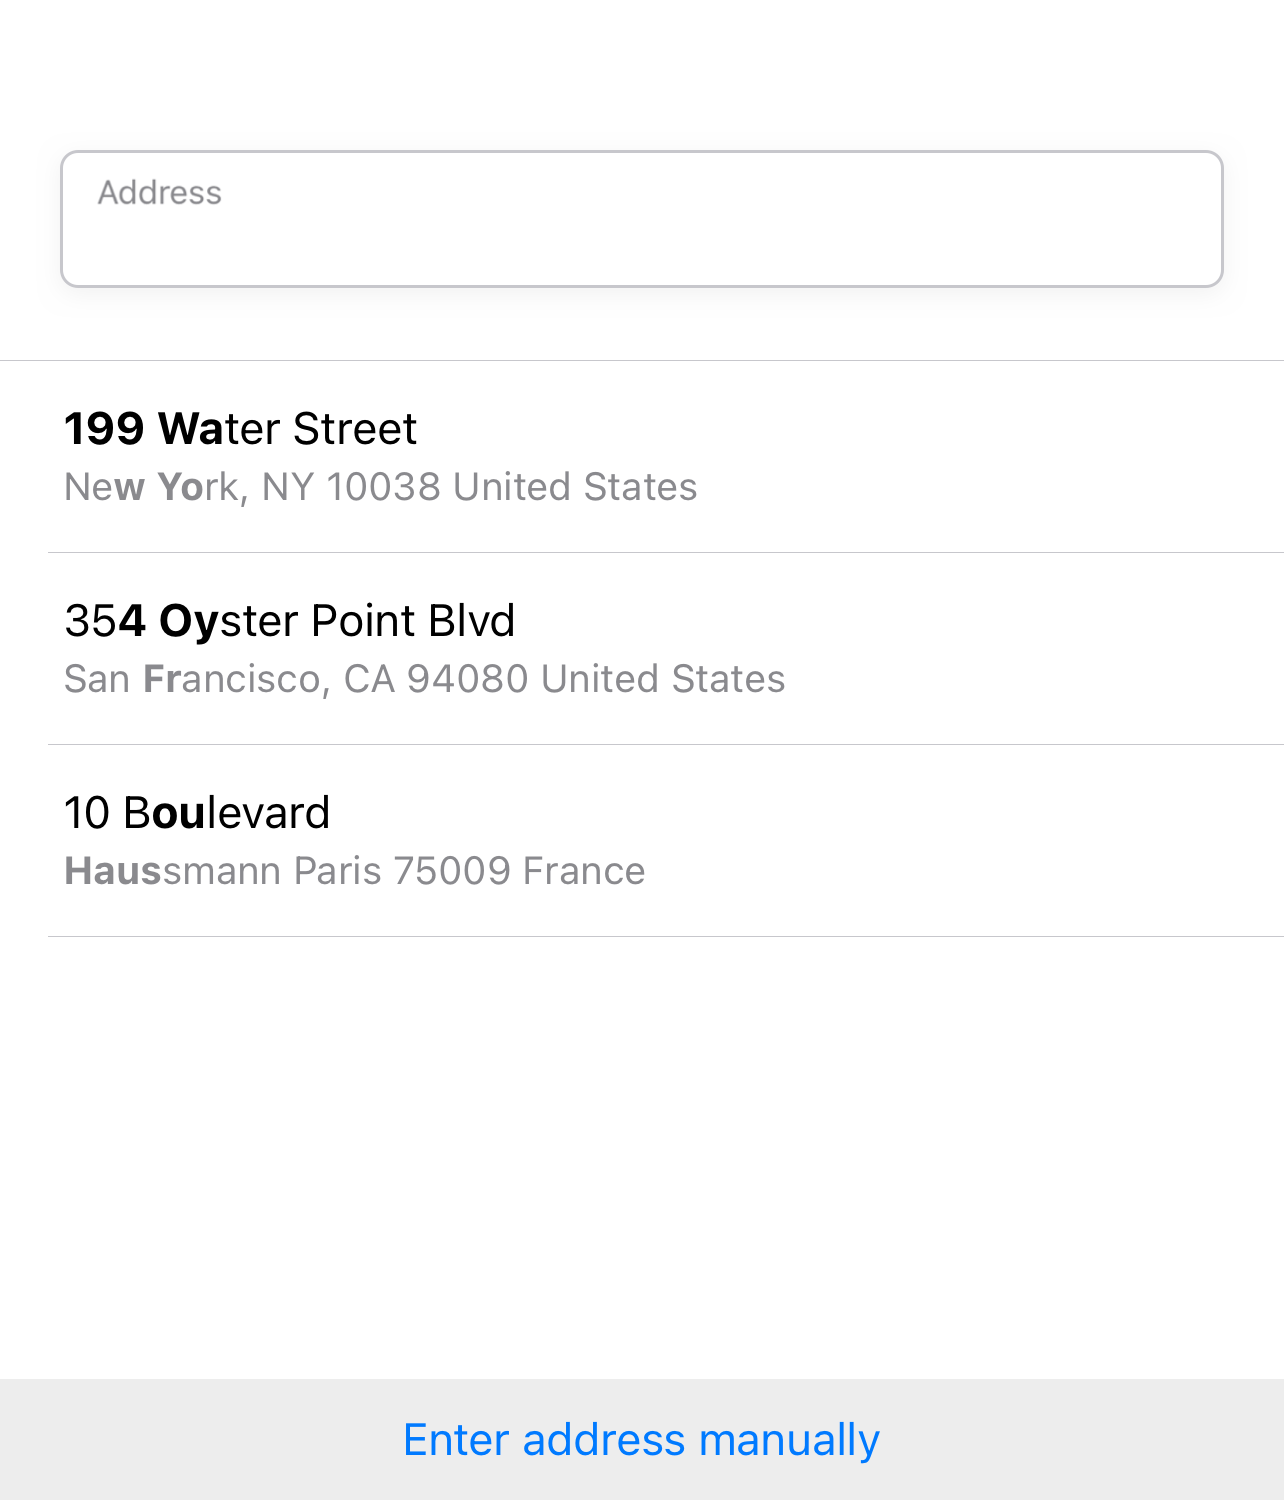 Address
199 Water Street
New York, NY 10038 United States
354 Oyster Point Blvd
San Francisco, CA 94080 United States
10 Boulevard
Haussmann Paris 75009 France
Enter address manually